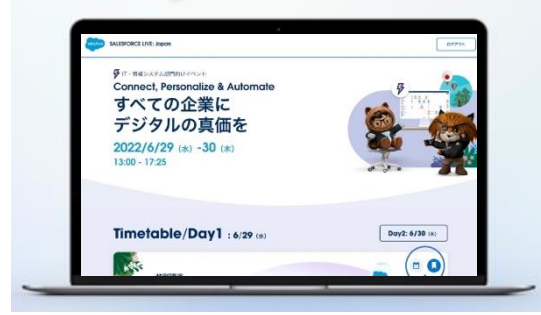 SALESFORCE LIVE: Japan
ログアウト
IT・情報システム部門向けイベント
Connect, Personalize & Automate
すべての企業に
デジタルの真価を
2022/6/29 (水) -30 (木)
13:00 - 17:25
Timetable/Day1 : 6/29 (水)
Day2: 6/30 (木)